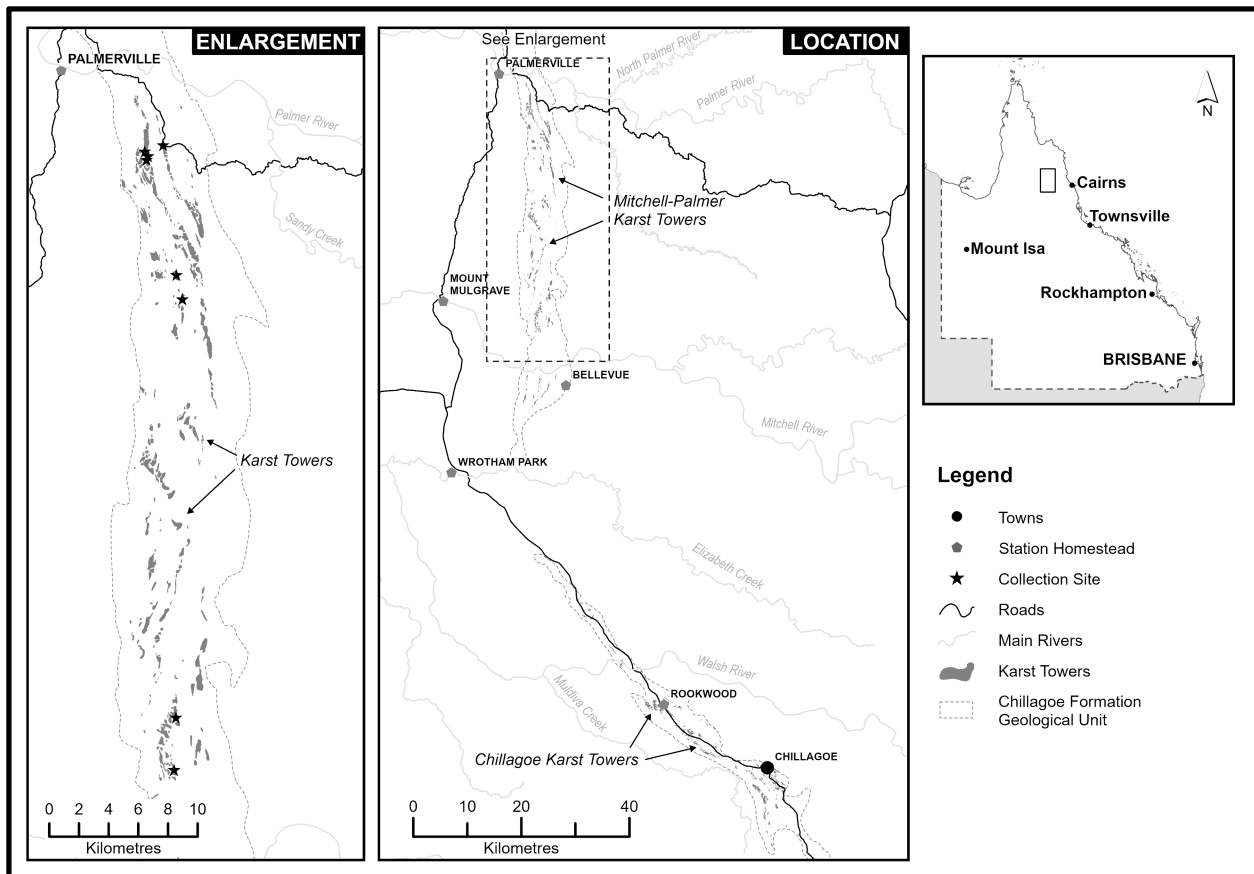 ENLARGEMENT
PALMERVILLE
Palmer River
Sandy Creek
Karst Towers
0 2 4 6 8 10
Kilometres
LOCATION
See Enlargement
PALMERVILLE
North Palmer River
Palmer River
Mitchell-Palmer
Karst Towers
MOUNT
MULGRAVE
BELLEVUE
Mitchell River
WROTHAM PARK
Elizabeth Creek
Walsh River
Muldiva Creek
ROOKWOOD
Chillagoe Karst Towers
CHILLAGOE
0 10 20 40
Kilometres
N
Cairns
Townsville
Mount Isa
Rockhampton
BRISBANE
Legend
Towns
Station Homestead
Collection Site
Roads
Main Rivers
Karst Towers
Chillagoe Formation
Geological Unit